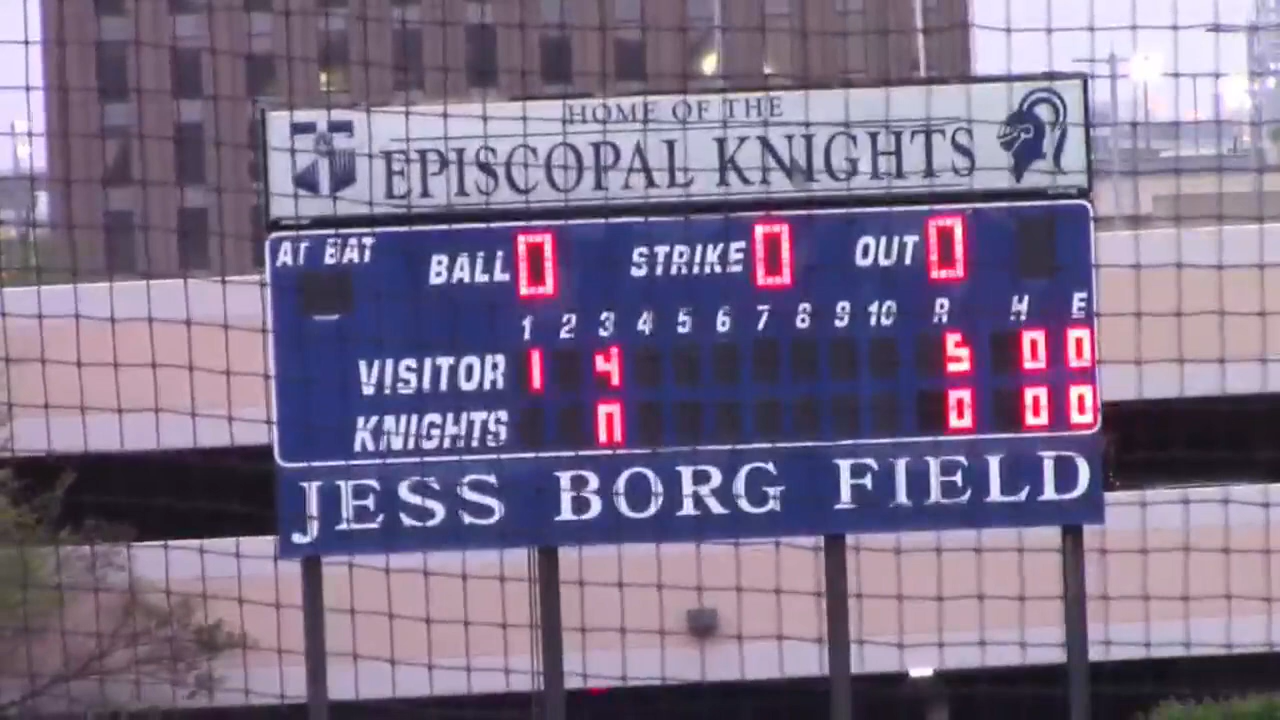 HOME OF THE
EPISCOPAL KNIGHTS
AT BAT BALL 0 STRIKE 0 OUT 0
1 2 3 4 5 6 7 8 9 10 R H E
VISITOR 1 4 5 0 0
KNIGHTS 0 0 0
JESS BORG FIELD